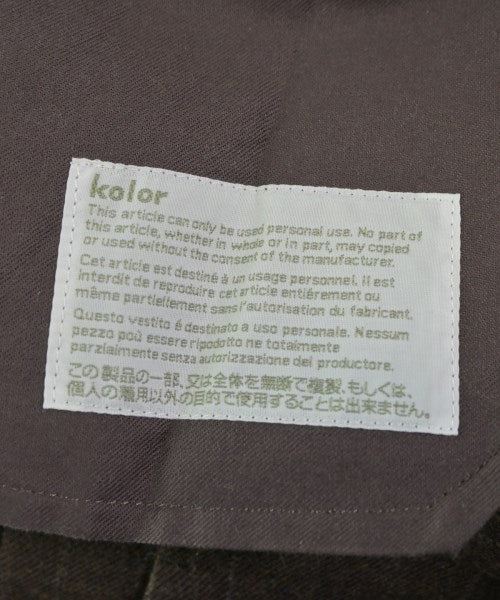 kolor
This article can only be used personal use. No part of
this article, whether in whole or in part, may copied
or used without the consent of the manufacturer.
Cet article est destiné à un usage personnel. il est
interdit de reproduire cet article entiérement ou
même partiellement sans l'autorisation du fabricant.
Questo vestito é destinato a uso personale. Nessum
pezzo poü essere ripodotto ne totalmente
parzialmente senza autorizzazione del productore.
この製品の一部、又は全体を無断で複製、もしくは、
個人の着用以外の目的で使用することは出来ません。